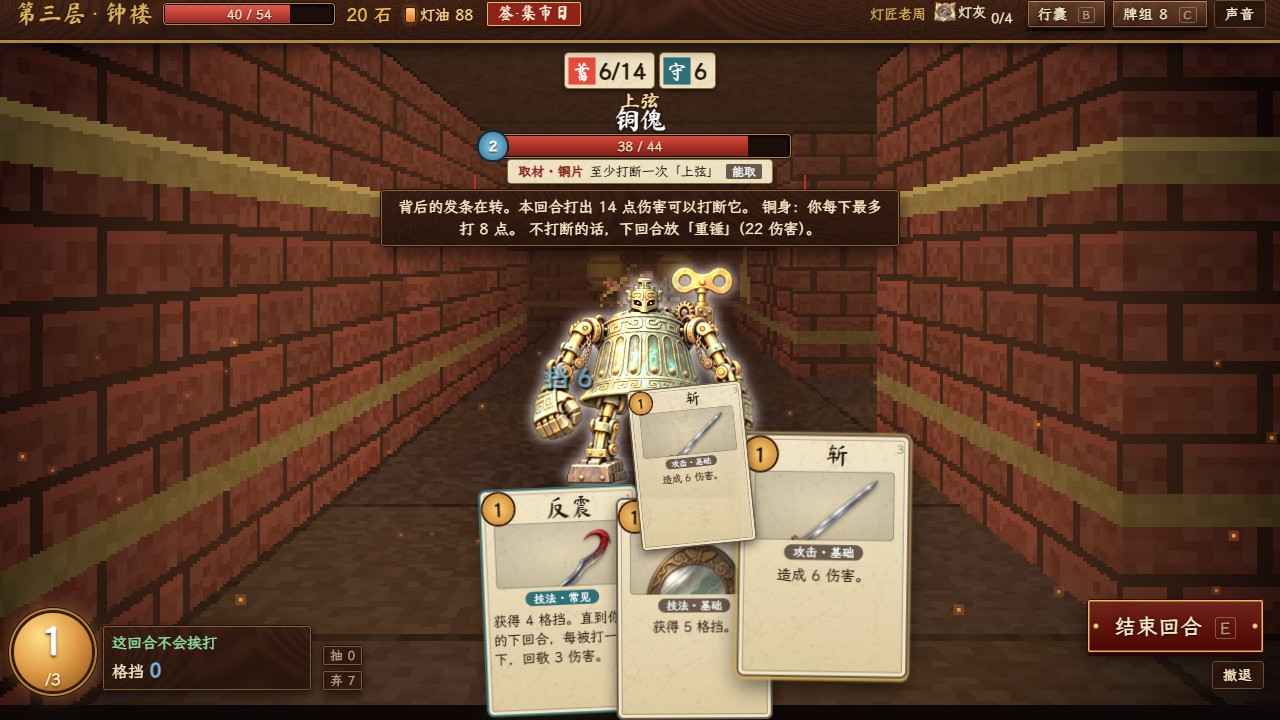 第三层·钟楼
40 / 54
20 石
灯油 88
签·集市日
灯匠老周
灯灰 0/4
行囊 B
牌组 8 C
声音
蓄 6/14
守 6
上弦
铜傀
2
38 / 44
取材·铜片 至少打断一次「上弦」 能取
背后的发条在转。本回合打出 14 点伤害可以打断它。 铜身：你每下最多
打 8 点。 不打断的话，下回合放「重锤」(22 伤害)。
挡 6
1
斩
攻击·基础
造成 6 伤害。
1
斩
3
攻击·基础
造成 6 伤害。
1
反震
技法·常见
获得 4 格挡。直到你
的下回合，每被打一
下，回敬 3 伤害。
1
技法·基础
获得 5 格挡。
1
/3
这回合不会挨打
格挡 0
抽 0
弃 7
结束回合 E
撤退